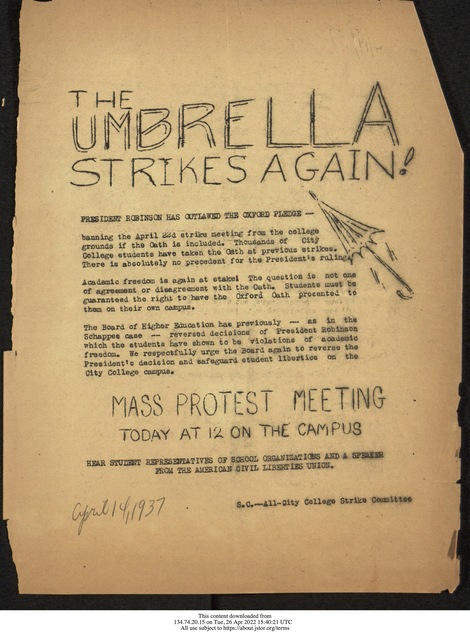 THE
UMBRELLA
STRIKES AGAIN!
PRESIDENT ROBINSON HAS OUTLAWED THE OXFORD PLEDGE —
banning the April 22d strike meeting from the college
grounds if the Oath is included. Thousands of City
College students have taken the Oath at previous strikes.
There is absolutely no precedent for the President's ruling.
Academic freedom is again at stake! The question is not one
of agreement or disagreement with the Oath. Students must be
guaranteed the right to have the Oxford Oath presented to
them on their own campus.
The Board of Higher Education has previously — as in the
Schappes case — reversed decisions of President Robinson
which the students have shown to be violations of academic
freedom. We respectfully urge the Board again to reverse the
President's decision and safeguard student liberties on the
City College campus.
MASS PROTEST MEETING
TODAY AT 12 ON THE CAMPUS
HEAR STUDENT REPRESENTATIVES OF SCHOOL ORGANIZATIONS AND A SPEAKER
FROM THE AMERICAN CIVIL LIBERTIES UNION.
S.C.—All-City College Strike Committee
April 14, 1937
This content downloaded from
134.74.20.15 on Tue, 26 Apr 2022 15:40:21 UTC
All use subject to https://about.jstor.org/terms